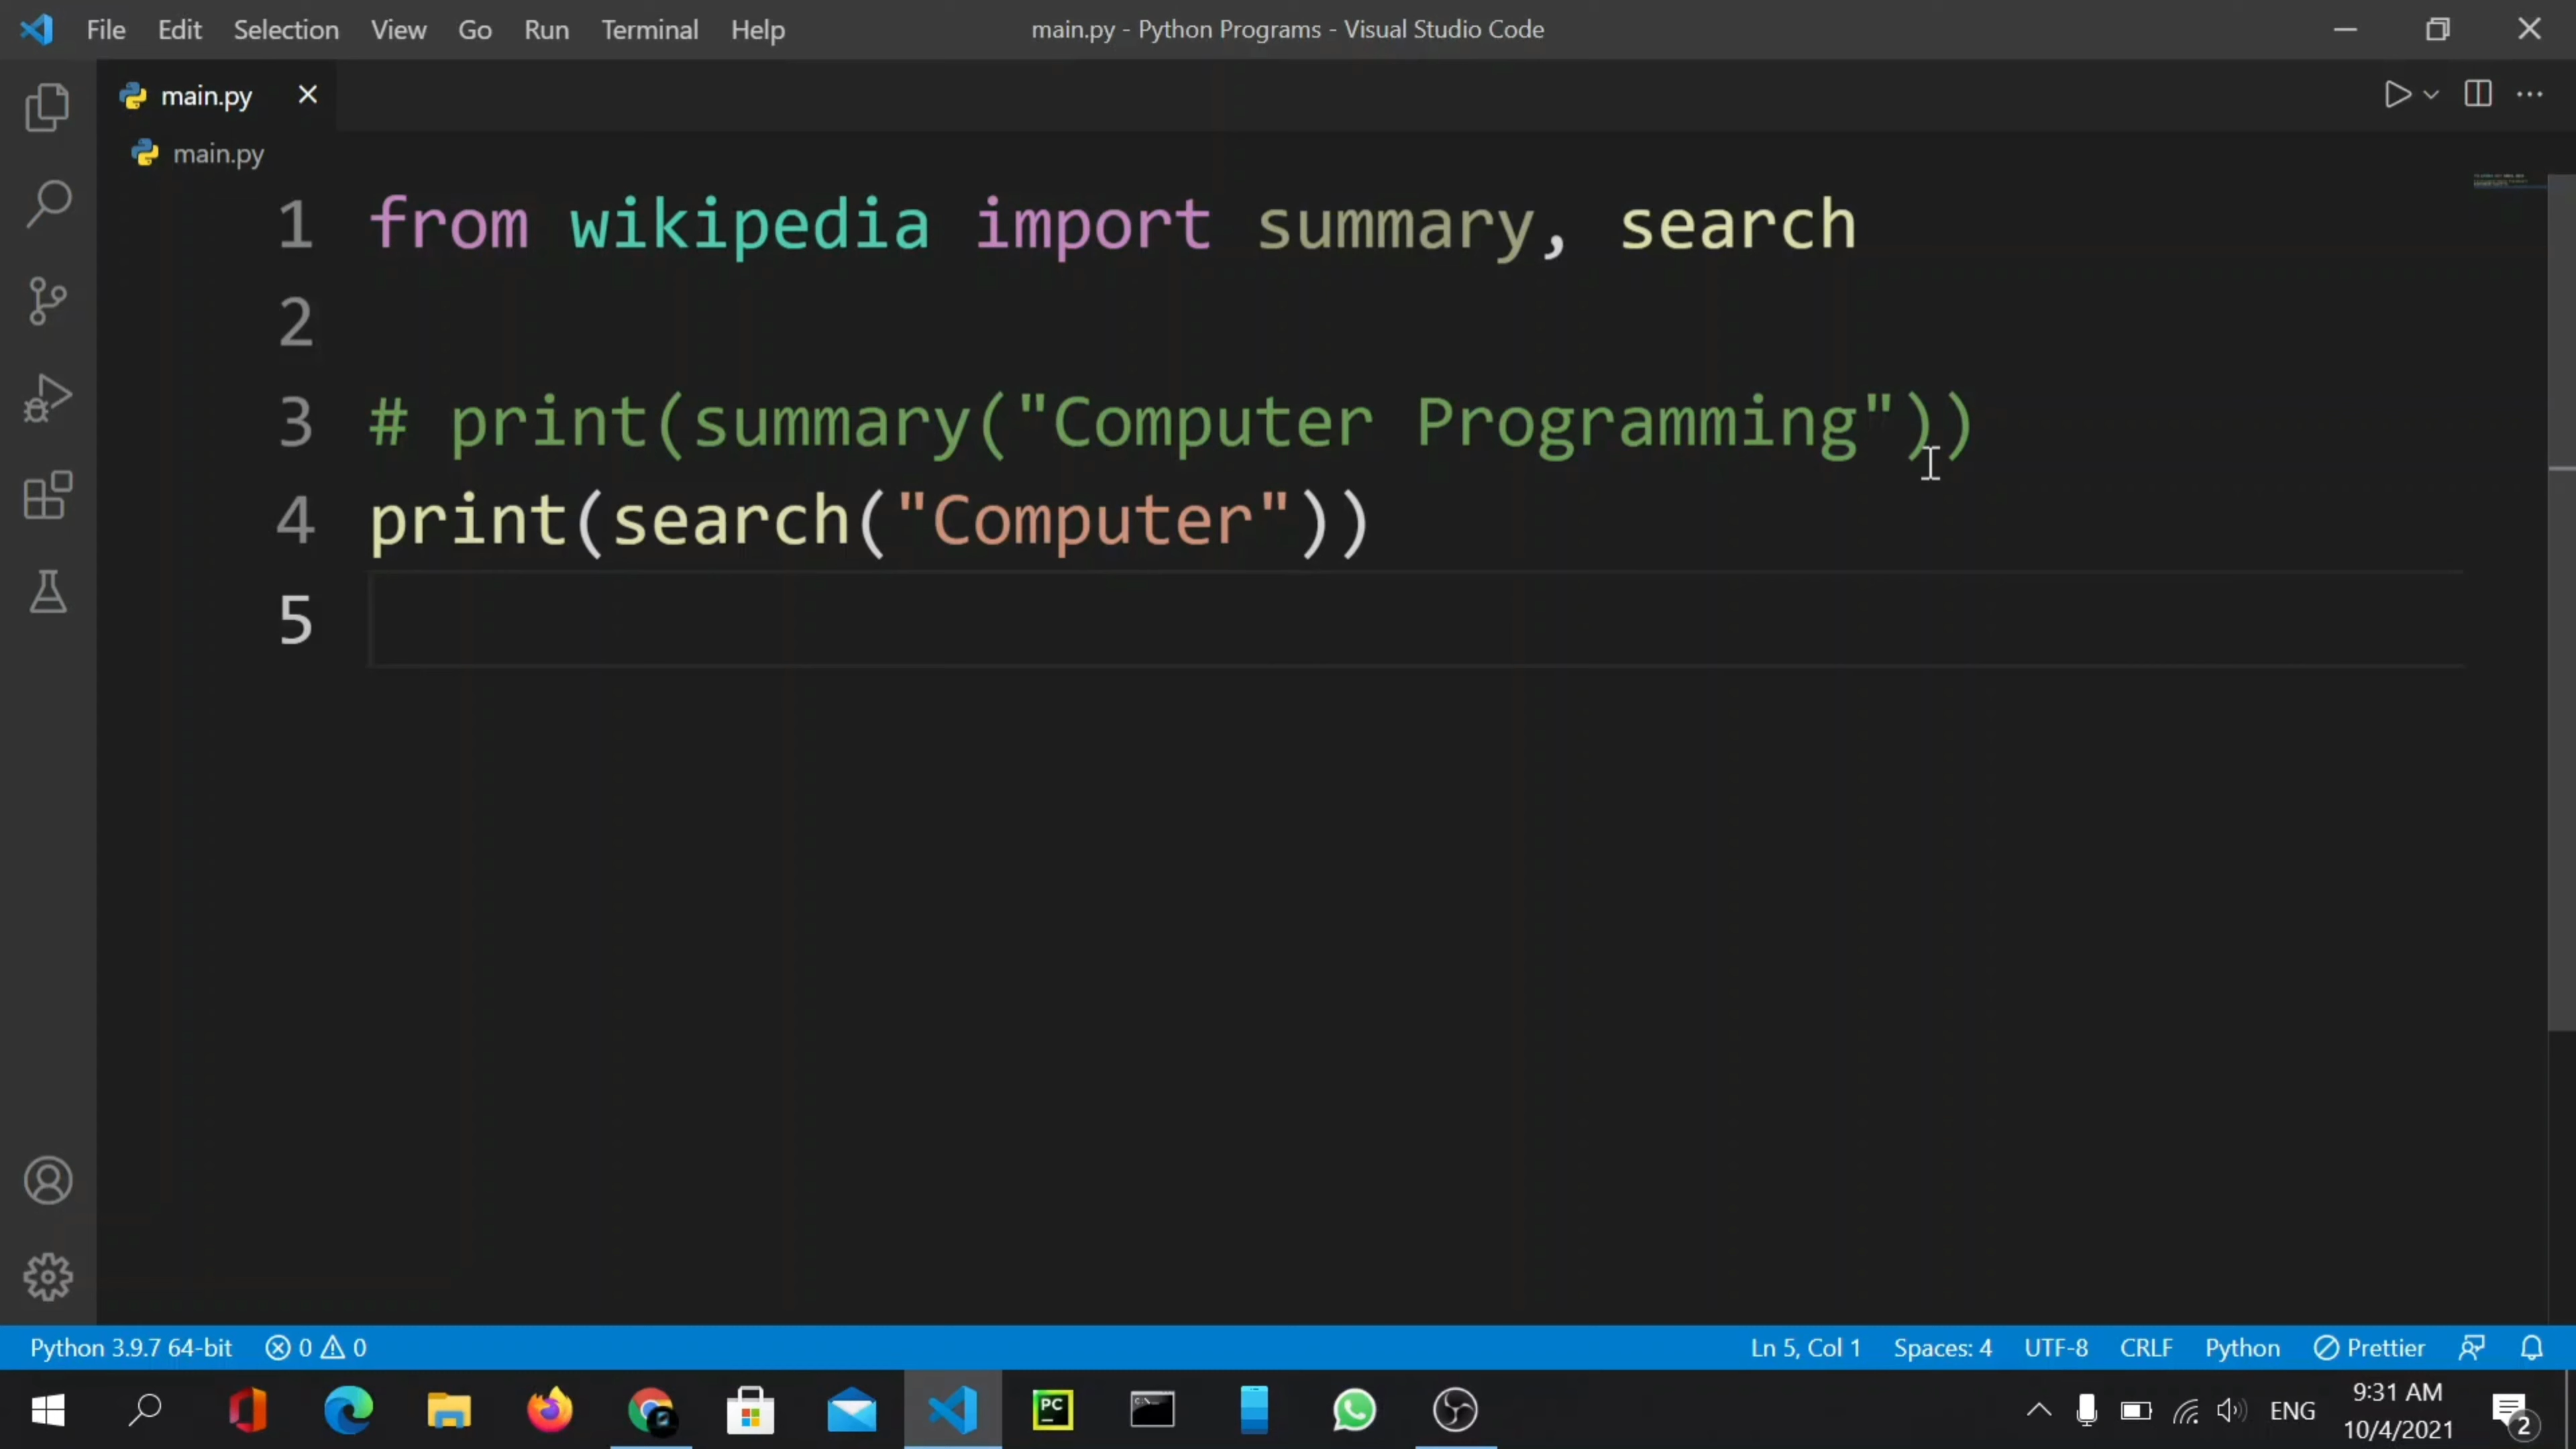 File Edit Selection View Go Run Terminal Help main.py - Python Programs - Visual Studio Code
main.py
main.py
1 from wikipedia import summary, search
2
3 # print(summary("Computer Programming"))
4 print(search("Computer"))
5
Python 3.9.7 64-bit 0 0 Ln 5, Col 1 Spaces: 4 UTF-8 CRLF Python Prettier
PC ENG 9:31 AM
10/4/2021 2